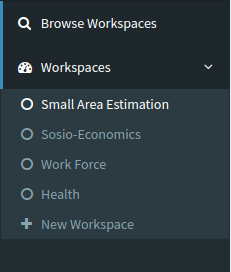 Browse Workspaces
Workspaces
Small Area Estimation
Sosio-Economics
Work Force
Health
New Workspace